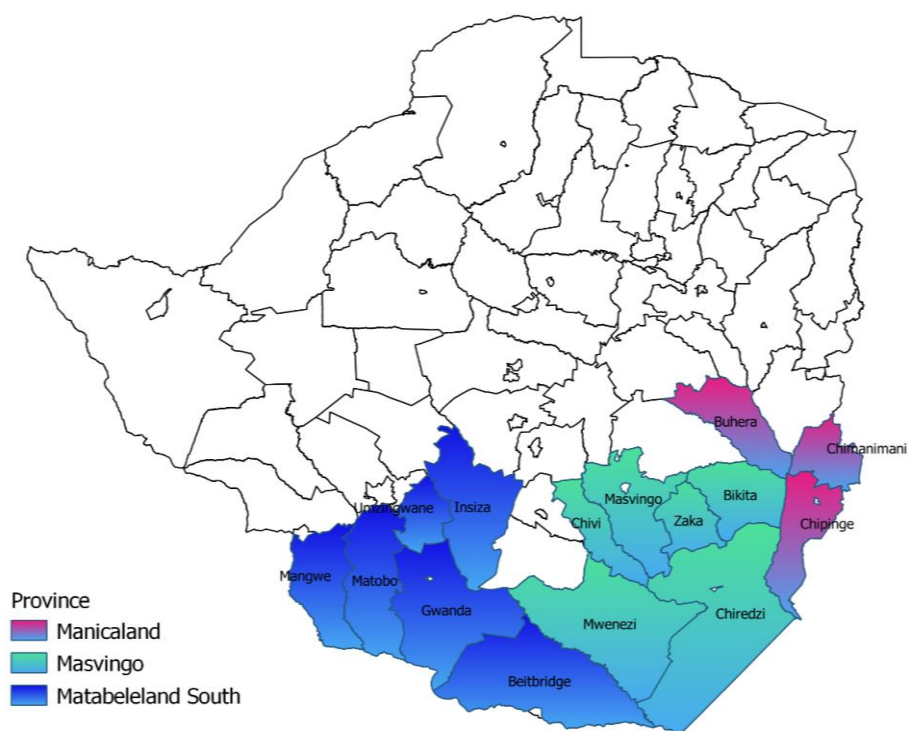 Buhera
Chimanimani
Masvingo
Bikita
Umzingwane
Insiza
Chivi
Zaka
Chipinge
Mangwe
Matobo
Gwanda
Mwenezi
Chiredzi
Beitbridge
Province
Manicaland
Masvingo
Matabeleland South